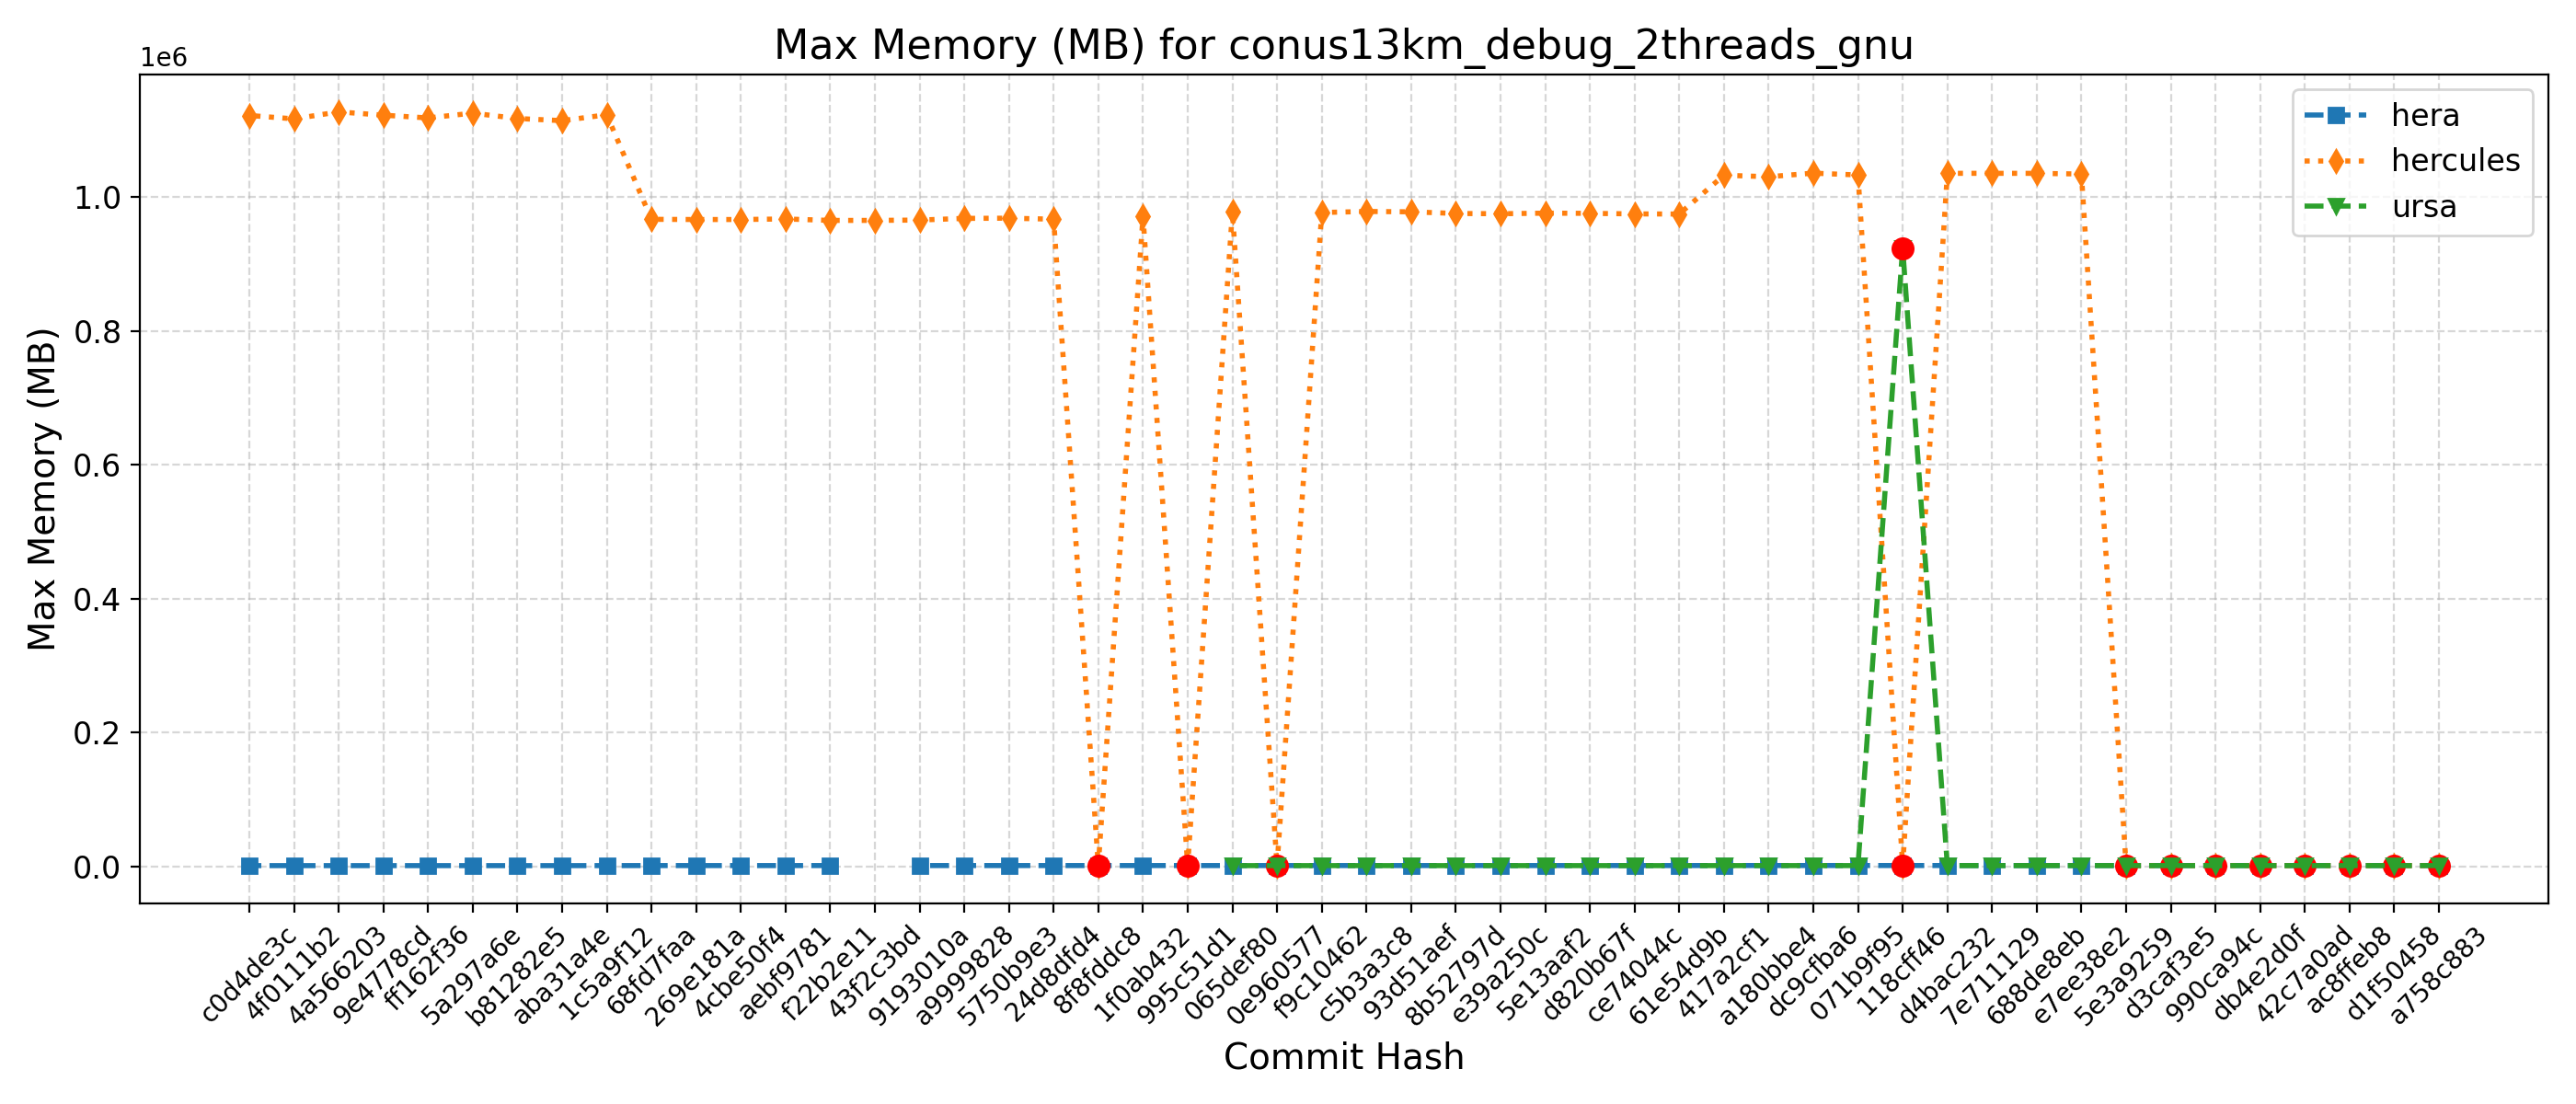 Max Memory (MB) for conus13km_debug_2threads_gnu
1e6
hera
hercules
ursa
1.0
0.8
0.6
0.4
0.2
0.0
Max Memory (MB)
c0d4de3c
4f0111b2
4a566203
9e4778cd
ff162f36
5a297a6e
b81282e5
aba31a4e
1c5a9f12
68fd7faa
269e181a
4cbe50f4
aebf9781
f22b2e11
43f2c3bd
9193010a
a9999828
5750b9e3
24d8dfd4
8f8fddc8
1f0ab432
995c51d1
065def80
0e960577
f9c10462
c5b3a3c8
93d51aef
8b52797d
e39a250c
5e13aaf2
d820b67f
ce74044c
61e54d9b
417a2cf1
a180bbe4
dc9cfba6
071b9f95
118cff46
d4bac232
7e711129
688de8eb
e7ee38e2
5e3a9259
d3caf3e5
990ca94c
db4e2d0f
42c7a0ad
ac8ffeb8
d1f50458
a758c883
Commit Hash